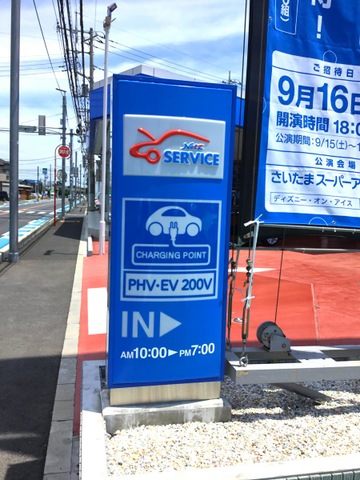 SERVICE
CHARGING POINT
PHV・EV 200V
IN▶
AM10:00▶PM7:00
ご招待日
9月16日
開演時間 18:0
公演期間：9/15(土)～1
公演会場
さいたまスーパーア
ディズニー・オン・アイス